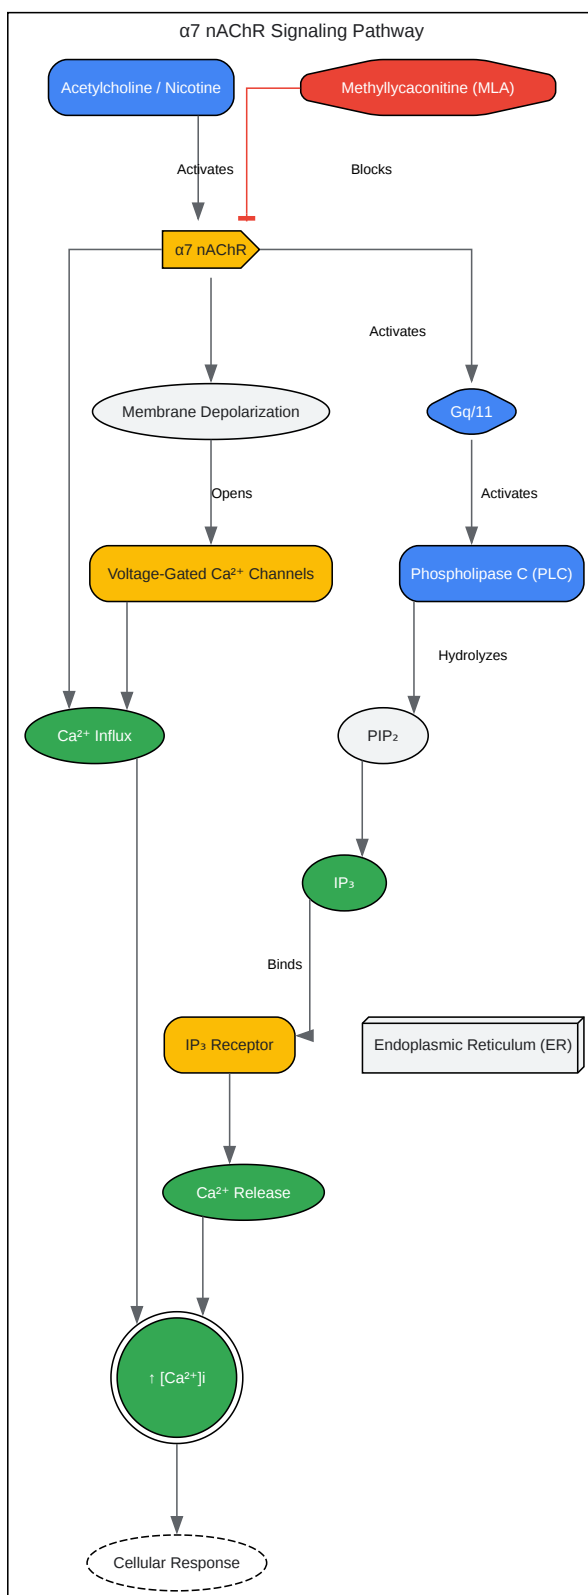 α7 nAChR Signaling Pathway
Acetylcholine / Nicotine
Methyllycaconitine (MLA)
Activates
Blocks
α7 nAChR
Activates
Membrane Depolarization
Gq/11
Opens
Activates
Voltage-Gated Ca²⁺ Channels
Phospholipase C (PLC)
Hydrolyzes
Ca²⁺ Influx
PIP₂
IP₃
Binds
IP₃ Receptor
Endoplasmic Reticulum (ER)
Ca²⁺ Release
↑ [Ca²⁺]i
Cellular Response